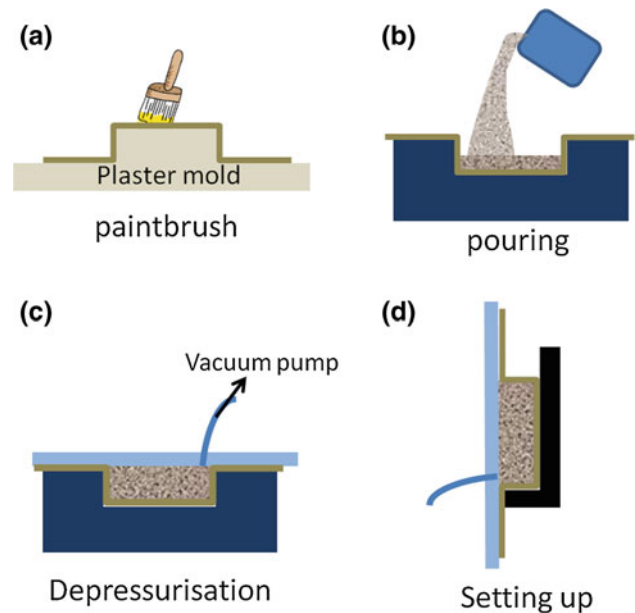 (a)
Plaster mold
paintbrush
(b)
pouring
(c)
Vacuum pump
Depressurisation
(d)
Setting up